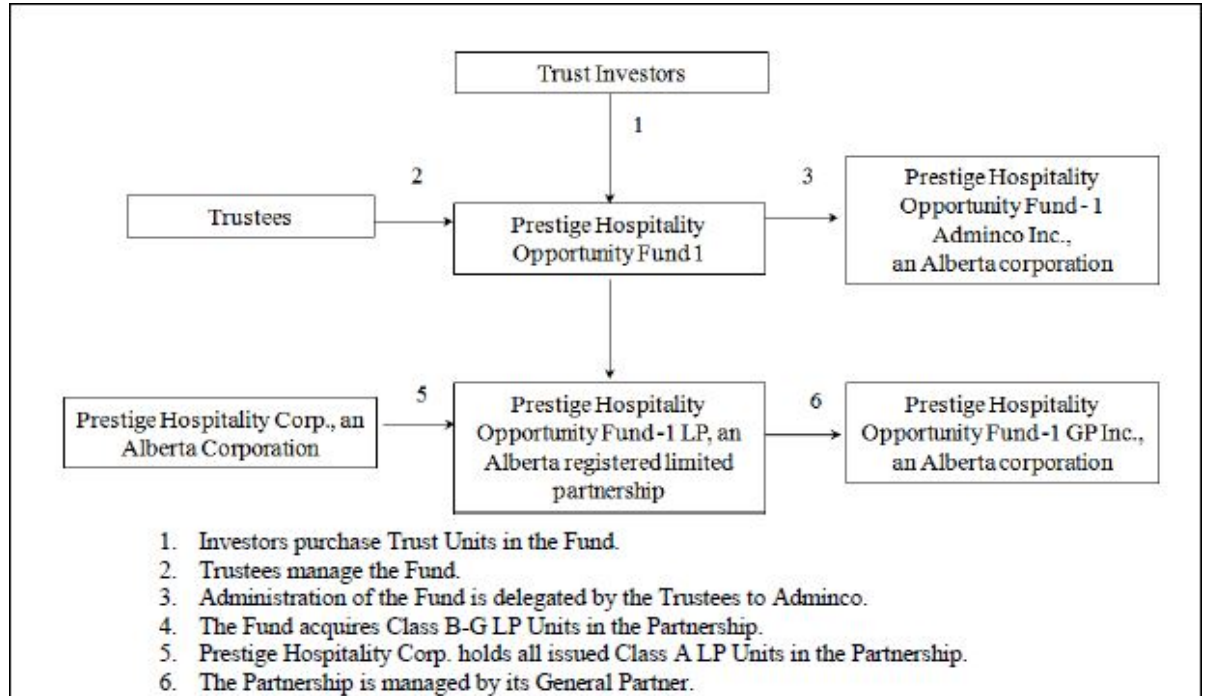 Trust Investors
1
2
3
Trustees
Prestige Hospitality
Opportunity Fund 1
Prestige Hospitality
Opportunity Fund - 1
Adminco Inc.,
an Alberta corporation
5
6
Prestige Hospitality Corp., an
Alberta Corporation
Prestige Hospitality
Opportunity Fund -1 LP, an
Alberta registered limited
partnership
Prestige Hospitality
Opportunity Fund -1 GP Inc.,
an Alberta corporation
1. Investors purchase Trust Units in the Fund.
2. Trustees manage the Fund.
3. Administration of the Fund is delegated by the Trustees to Adminco.
4. The Fund acquires Class B-G LP Units in the Partnership.
5. Prestige Hospitality Corp. holds all issued Class A LP Units in the Partnership.
6. The Partnership is managed by its General Partner.